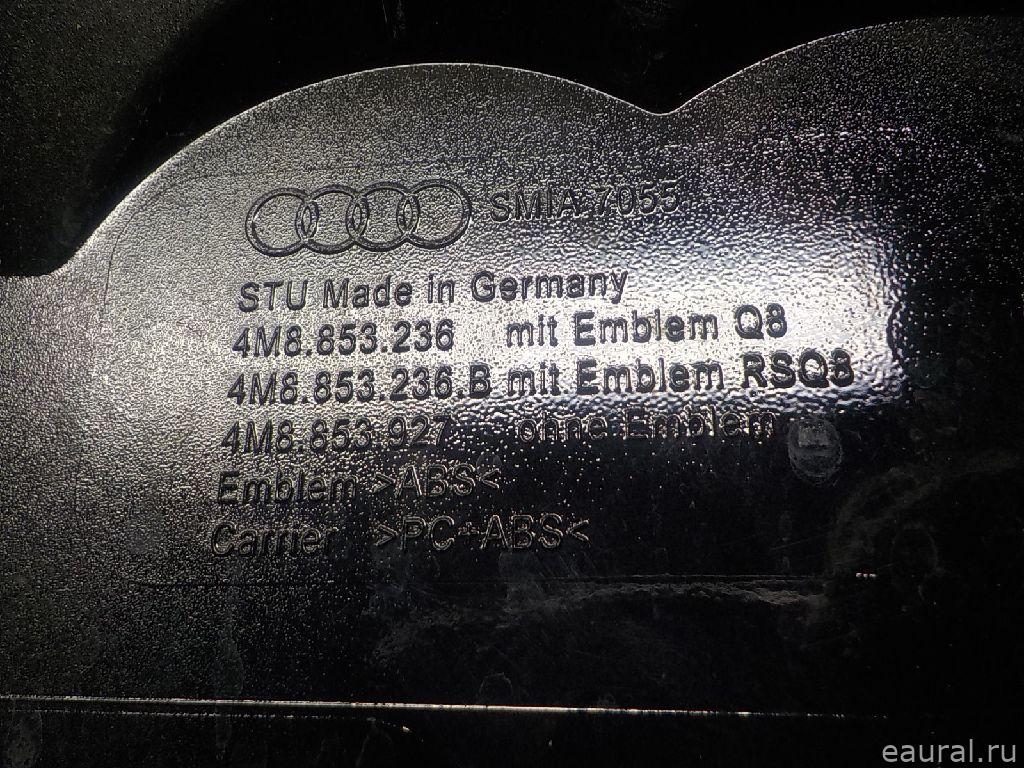 SMIA 7055
STU Made in Germany
4M8.853.236 mit Emblem Q8
4M8.853.236.B mit Emblem RSQ8
4M8.853.927 ohne Emblem
Emblem >ABS<
Carrier >PC+ABS<
eaural.ru